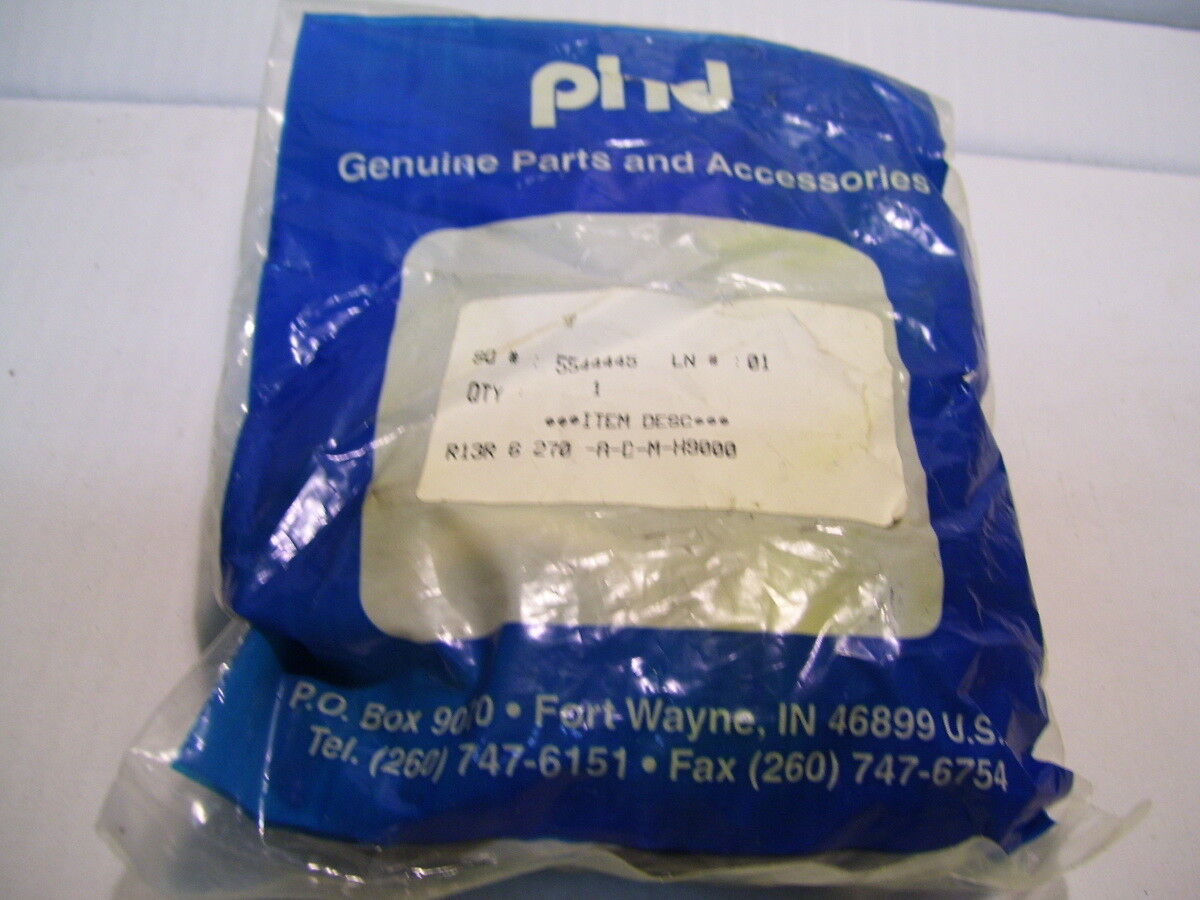 phd
Genuine Parts and Accessories
SO # : 5544445 LN # : 01
QTY : 1
***ITEM DESC***
R13R 6 270 -A-D-M-H9000
P.O. Box 9070 • Fort Wayne, IN 46899 U.S.
Tel. (260) 747-6151 • Fax (260) 747-6754